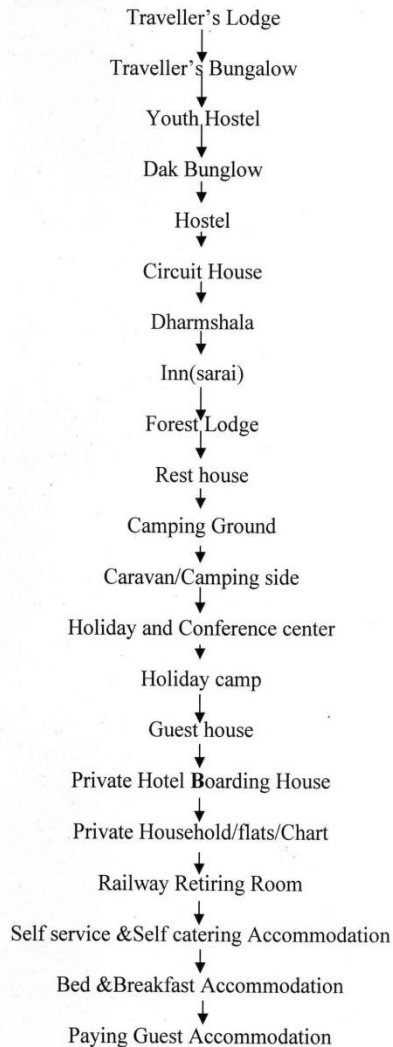 Traveller's Lodge
Traveller's Bungalow
Youth Hostel
Dak Bunglow
Hostel
Circuit House
Dharmshala
Inn(sarai)
Forest Lodge
Rest house
Camping Ground
Caravan/Camping side
Holiday and Conference center
Holiday camp
Guest house
Private Hotel Boarding House
Private Household/flats/Chart
Railway Retiring Room
Self service &Self catering Accommodation
Bed &Breakfast Accommodation
Paying Guest Accommodation